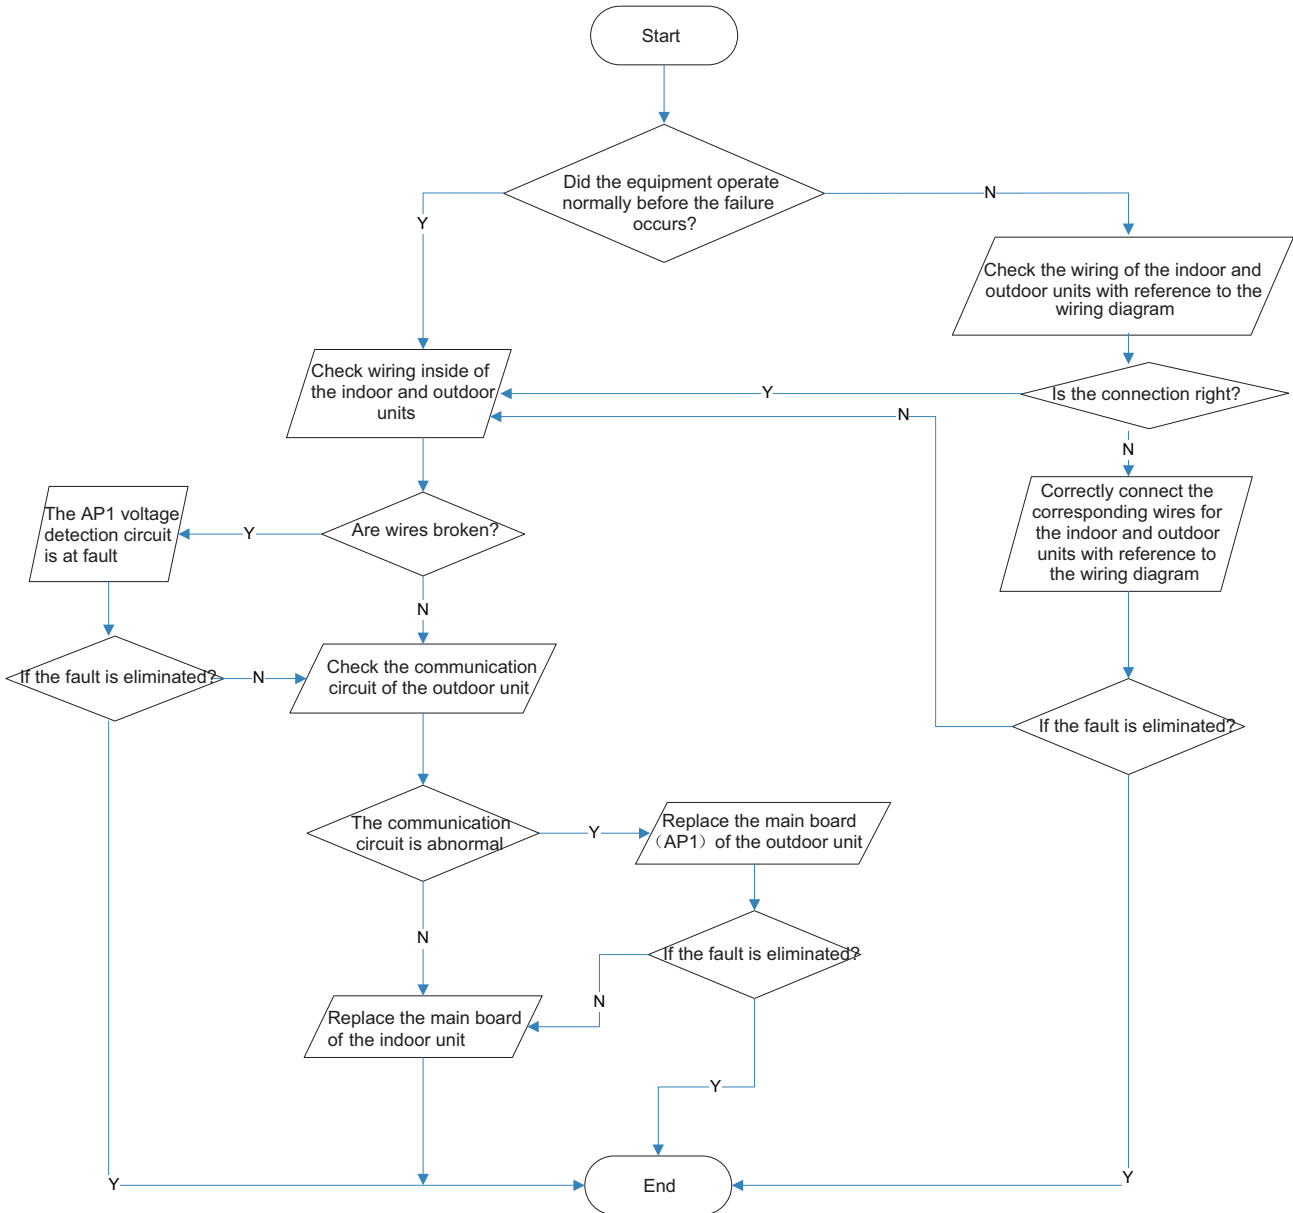 Start
Did the equipment operate
normally before the failure
occurs?
Y
N
Check the wiring of the indoor and
outdoor units with reference to the
wiring diagram
Check wiring inside of
the indoor and outdoor
units
Y
Is the connection right?
N
N
Correctly connect the
corresponding wires for
the indoor and outdoor
units with reference to
the wiring diagram
The AP1 voltage
detection circuit
is at fault
Y
Are wires broken?
N
If the fault is eliminated?
N
Check the communication
circuit of the outdoor unit
If the fault is eliminated?
The communication
circuit is abnormal
Y
Replace the main board
（AP1）of the outdoor unit
N
If the fault is eliminated?
N
Replace the main board
of the indoor unit
Y
Y
End
Y